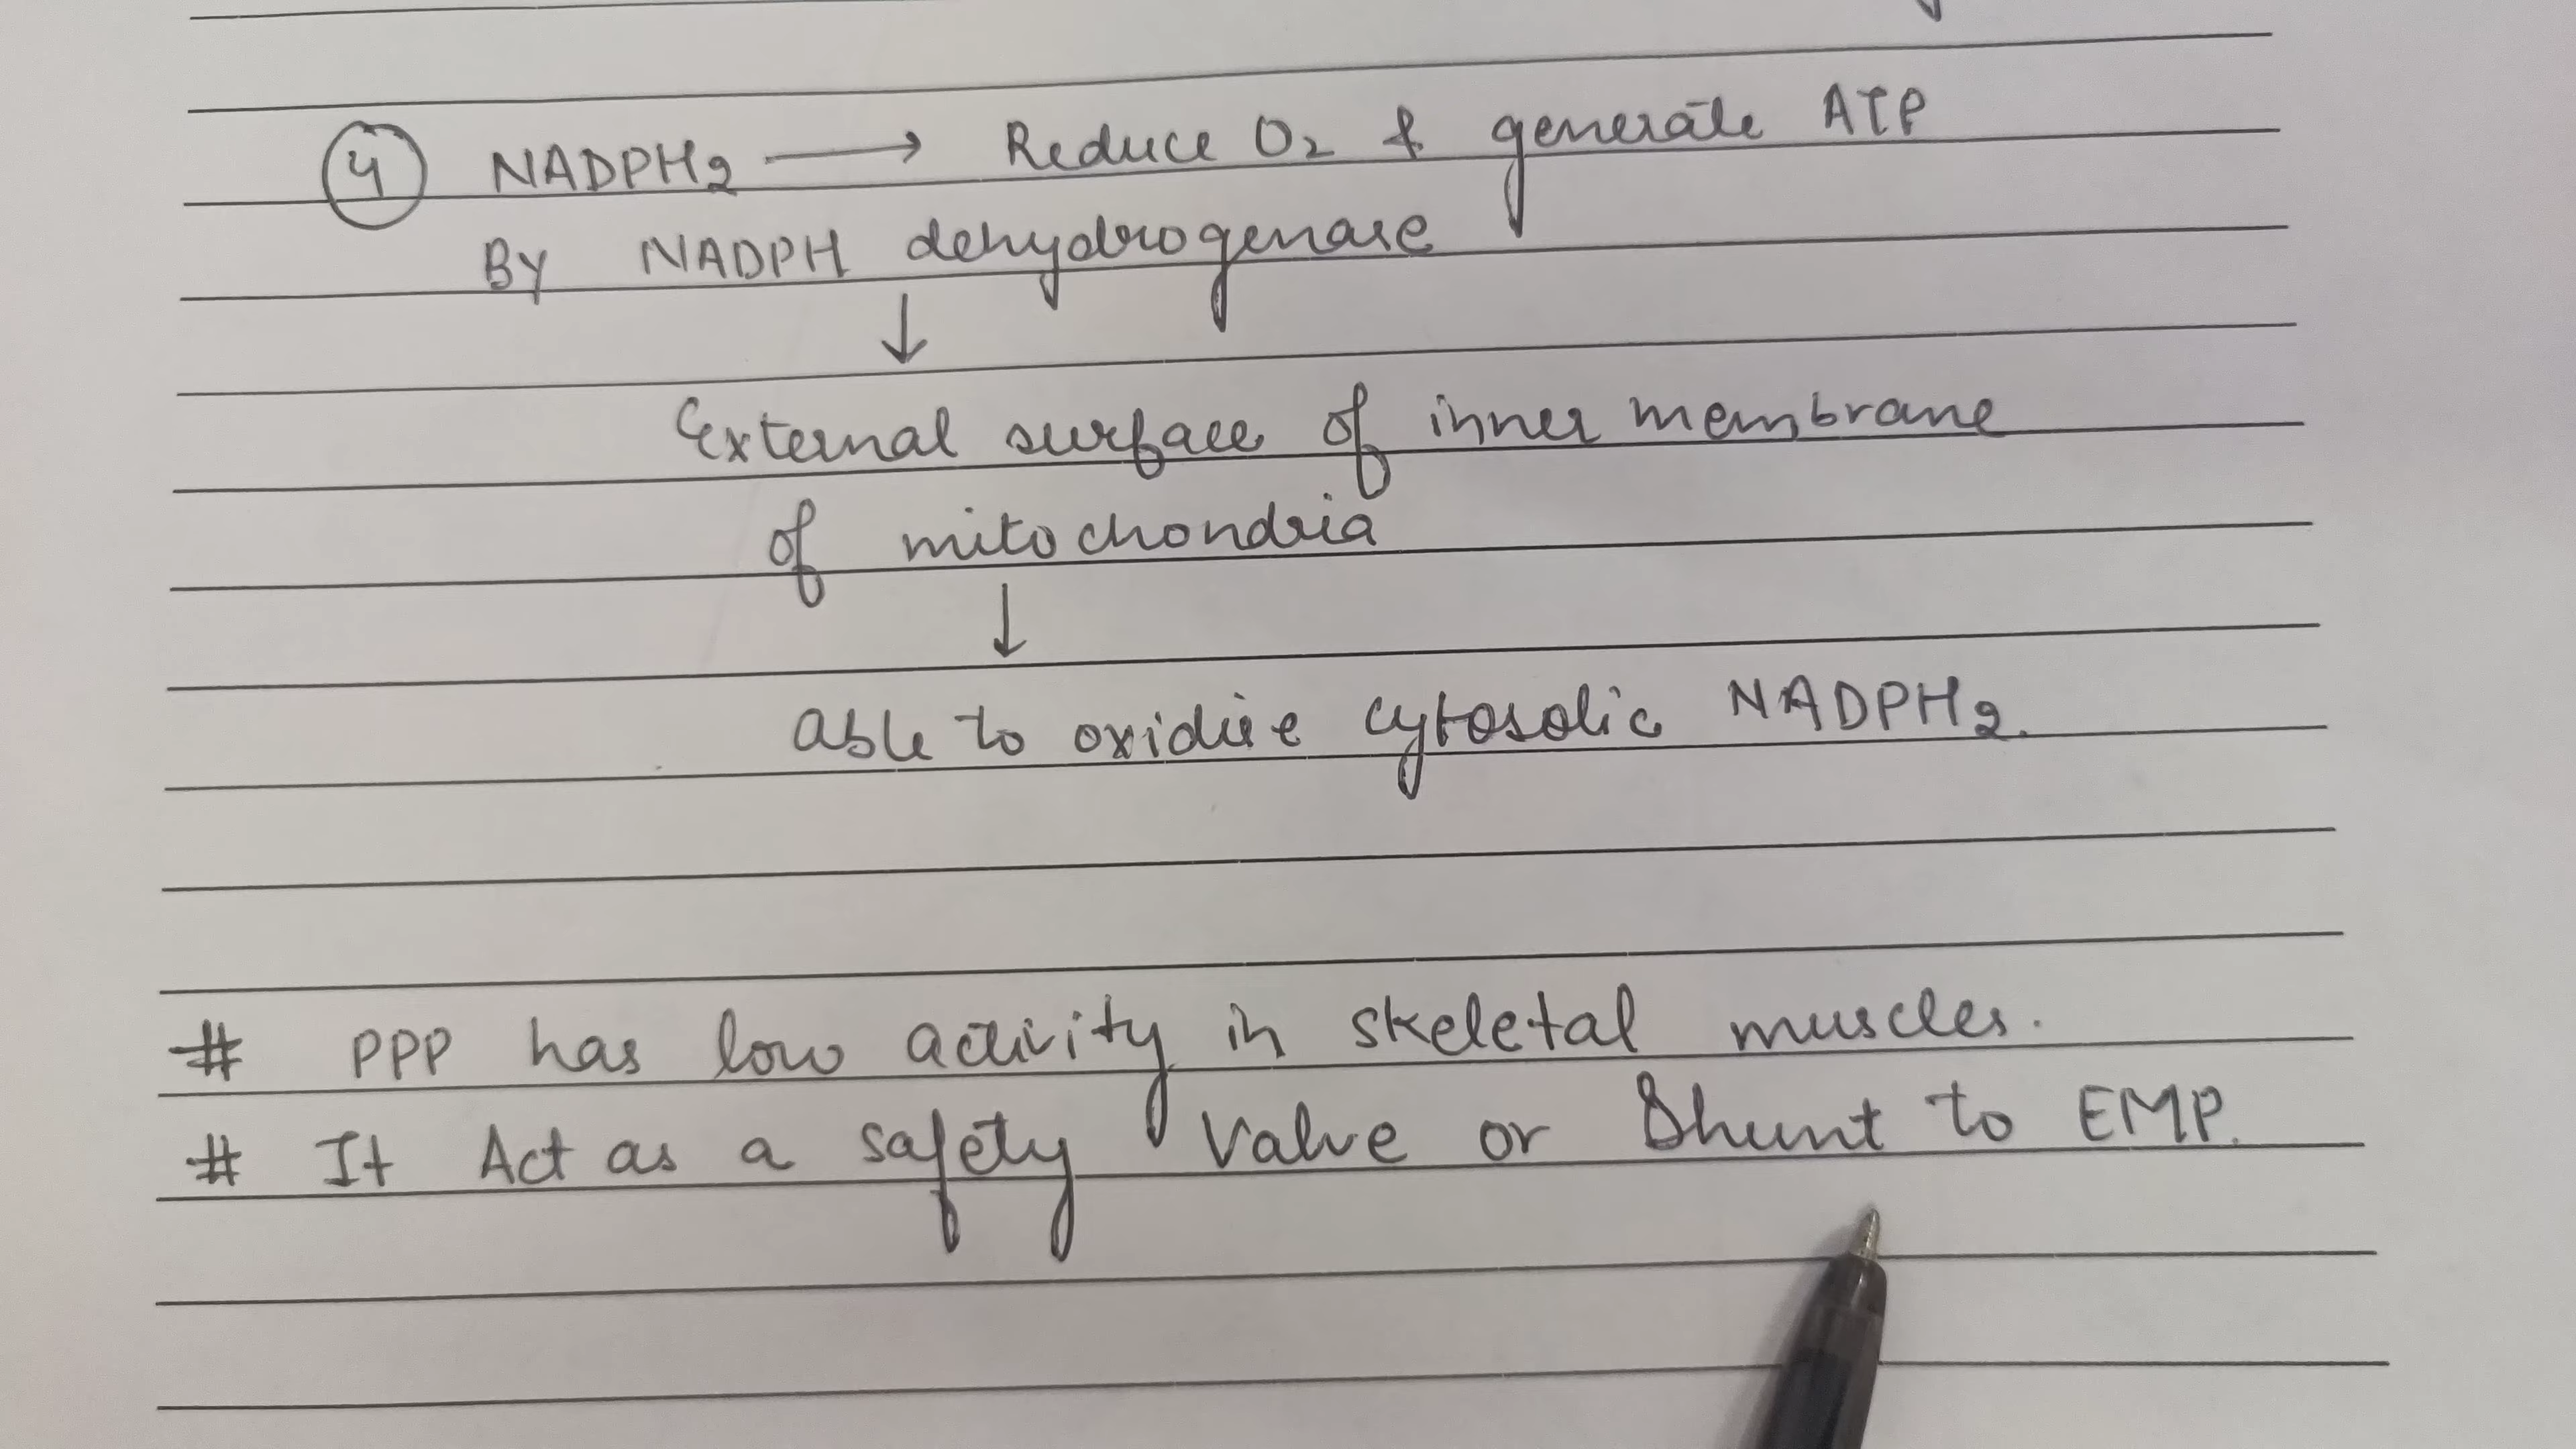 4 NADPH2 → Reduce O2 & generate ATP
By NADPH dehydrogenase
↓
External surface of inner membrane
of mitochondria
↓
able to oxidise cytosolic NADPH2.
# PPP has low activity in skeletal muscles.
# It Act as a safety valve or Shunt to EMP.